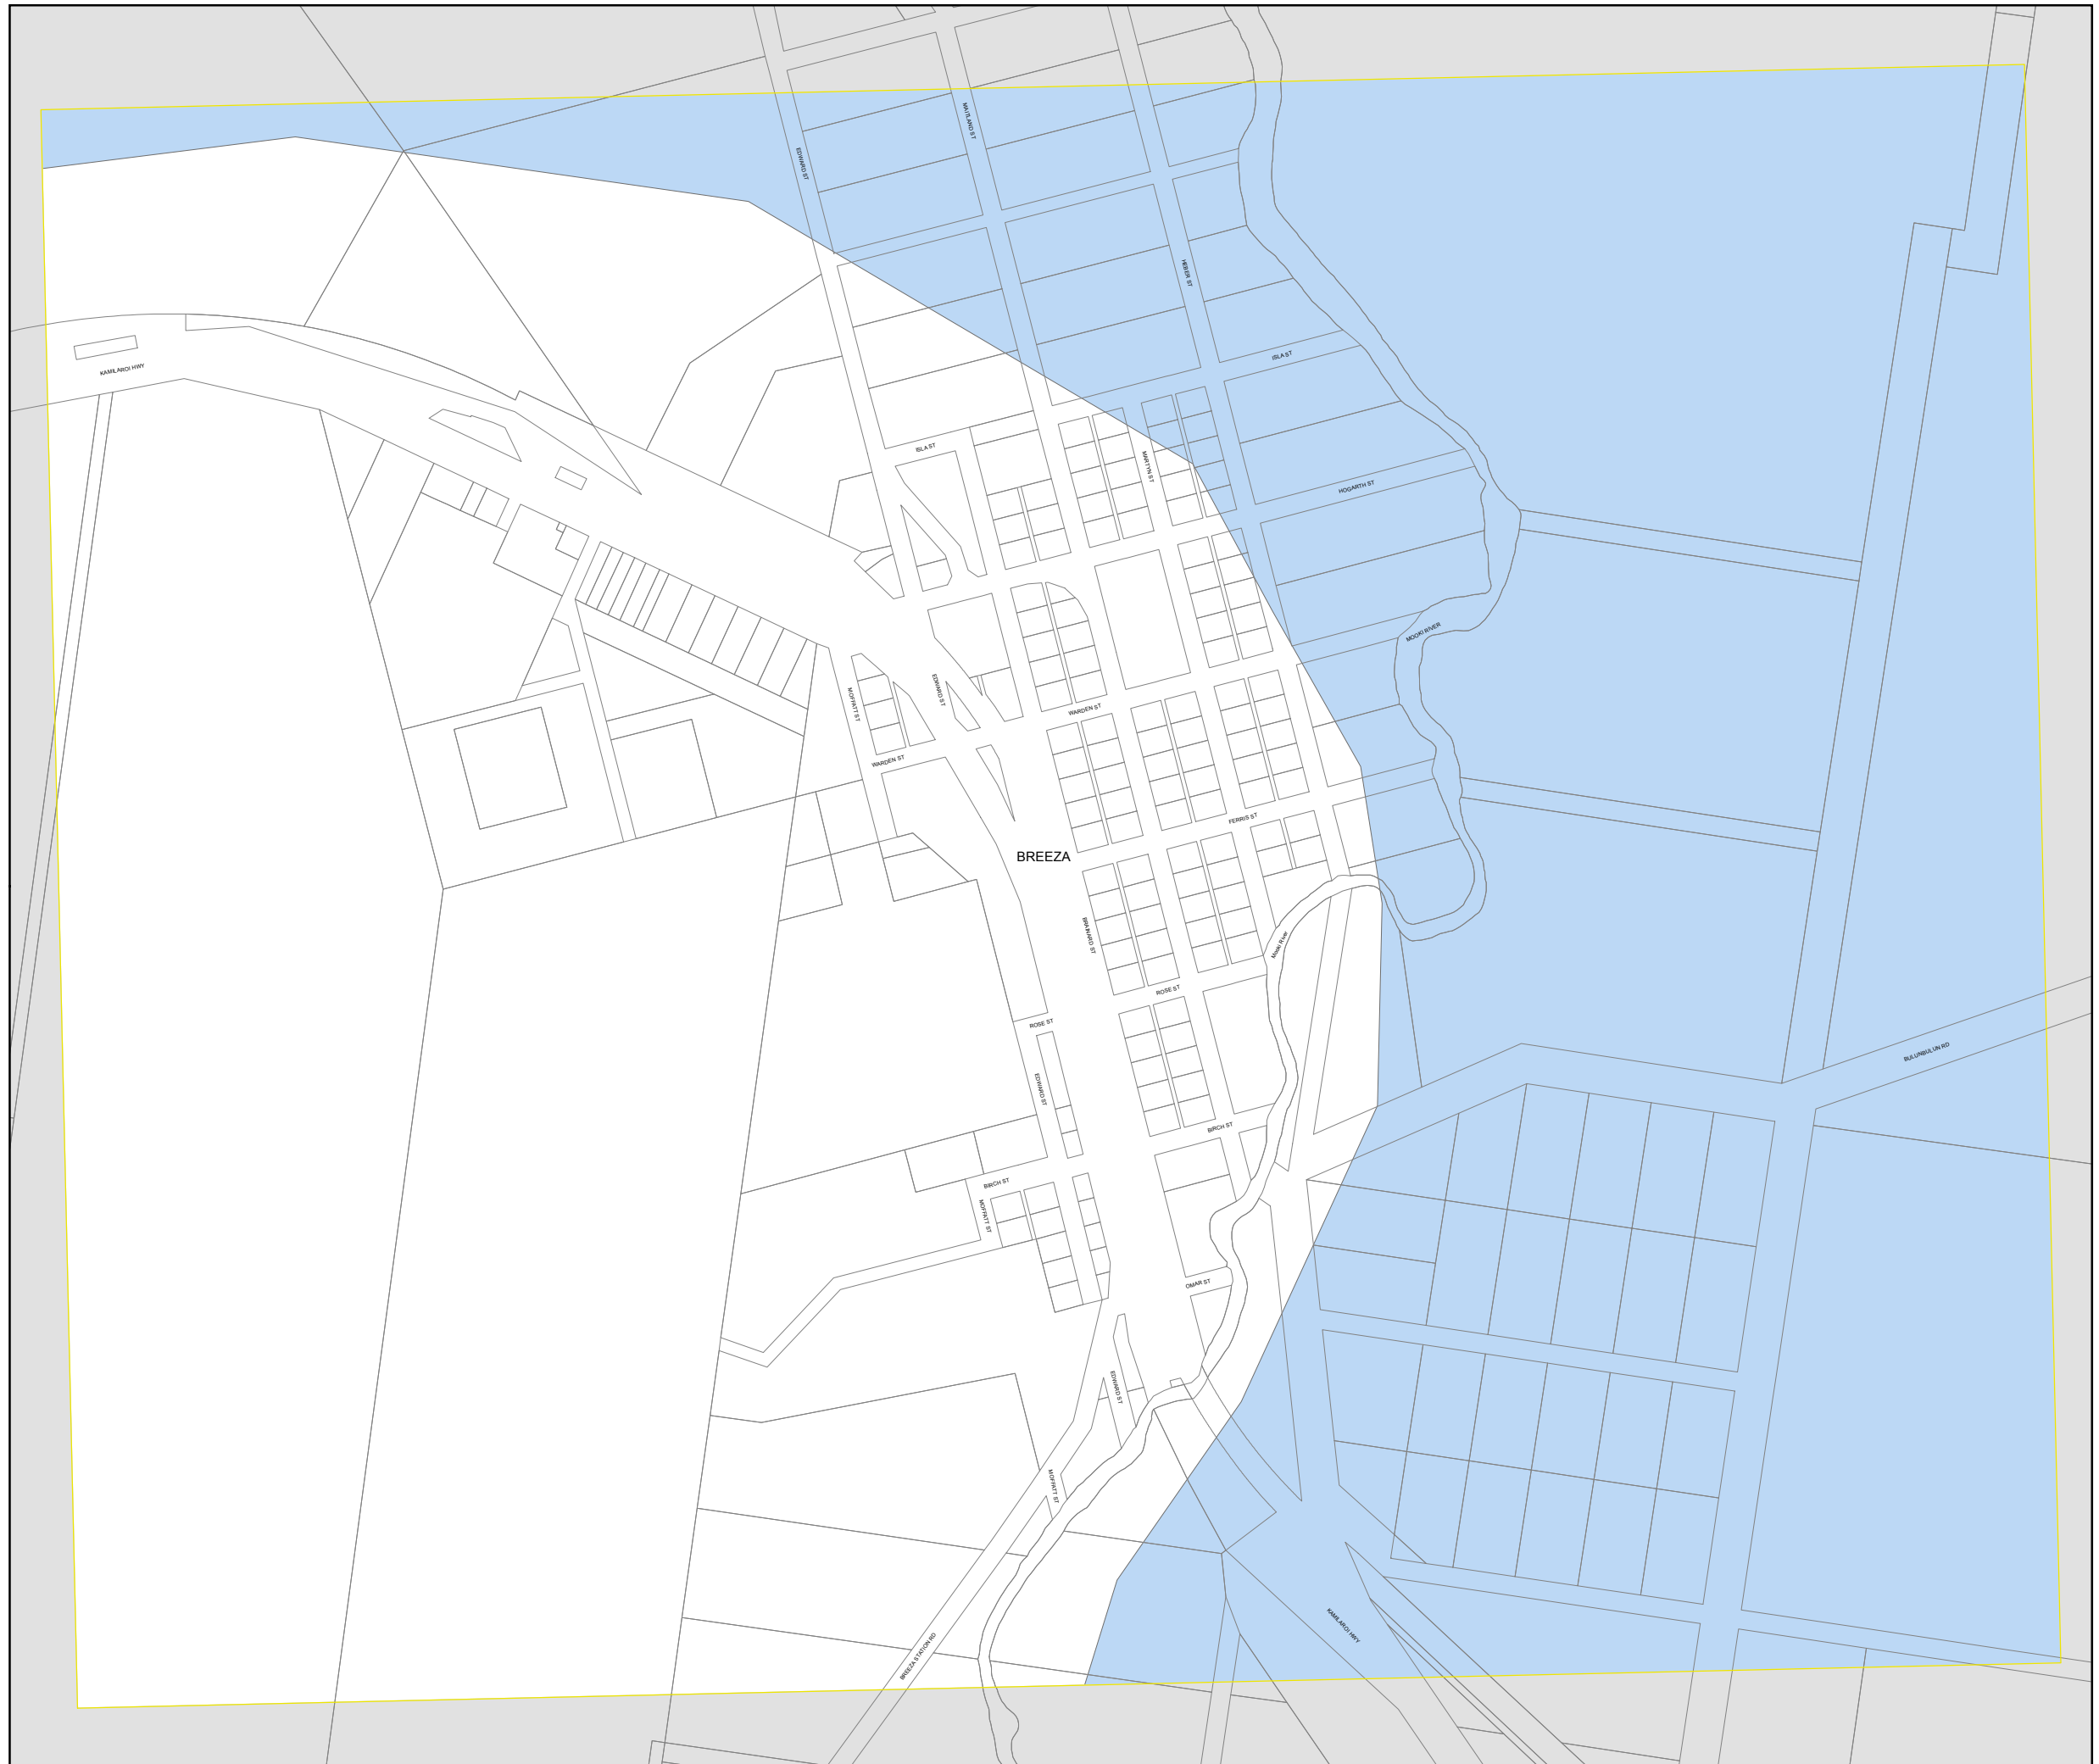 MAITLAND ST
EDWARD ST
HEBER ST
ISLA ST
KAMILAROI HWY
ISLA ST
MARTYN ST
HOGARTH ST
MOOKI RIVER
EDWARD ST
MOFFATT ST
WARDEN ST
WARDEN ST
FERRIS ST
BREEZA
BRAINARD ST
Mooki River
ROSE ST
ROSE ST
BULUNBULUN RD
EDWARD ST
BIRCH ST
BIRCH ST
MOFFATT ST
OMAR ST
EDWARD ST
MOFFATT ST
KAMILAROI HWY
BREEZA STATION RD